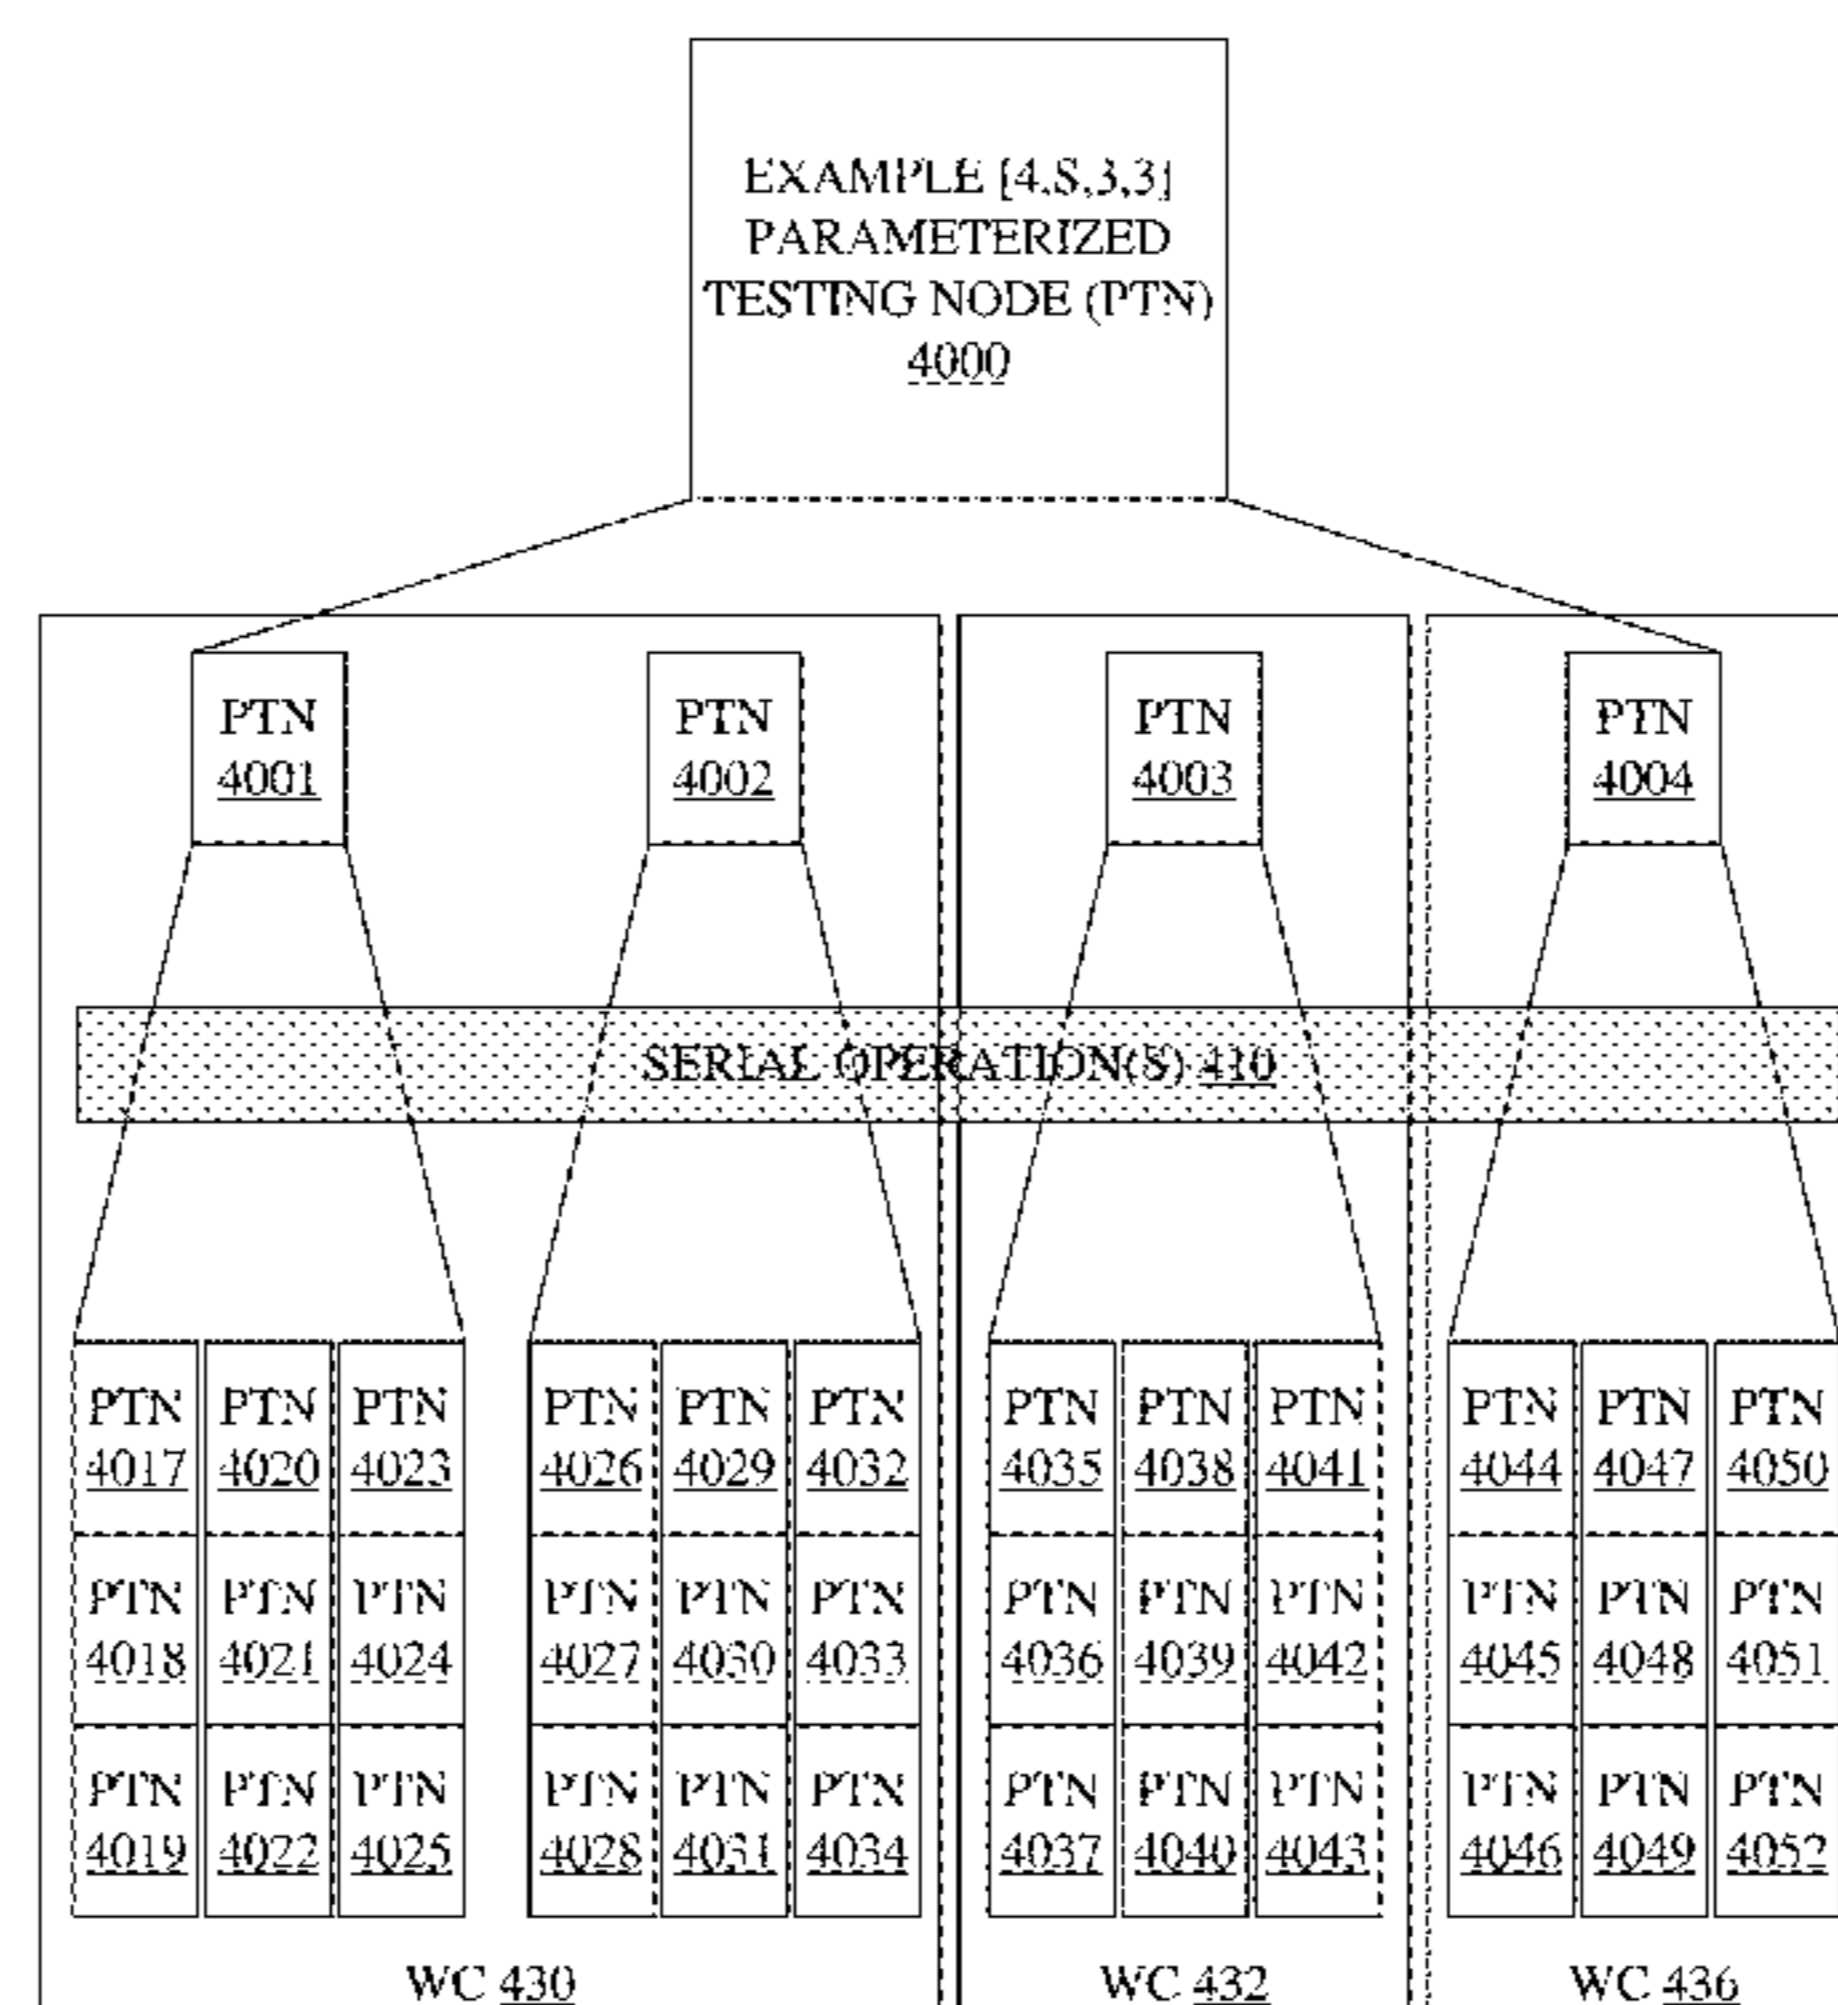 EXAMPLE [4,S,3,3]
PARAMETERIZED
TESTING NODE (PTN)
4000
PTN PTN PTN PTN
4001 4002 4003 4004
SERIAL OPERATION(S) 410
PTN PTN PTN PTN PTN PTN PTN PTN PTN PTN PTN PTN
4017 4020 4023 4026 4029 4032 4035 4038 4041 4044 4047 4050
PTN PTN PTN PTN PTN PTN PTN PTN PTN PTN PTN PTN
4018 4021 4024 4027 4030 4033 4036 4039 4042 4045 4048 4051
PTN PTN PTN PTN PTN PTN PTN PTN PTN PTN PTN PTN
4019 4022 4025 4028 4031 4034 4037 4040 4043 4046 4049 4052
WC 430 WC 432 WC 436